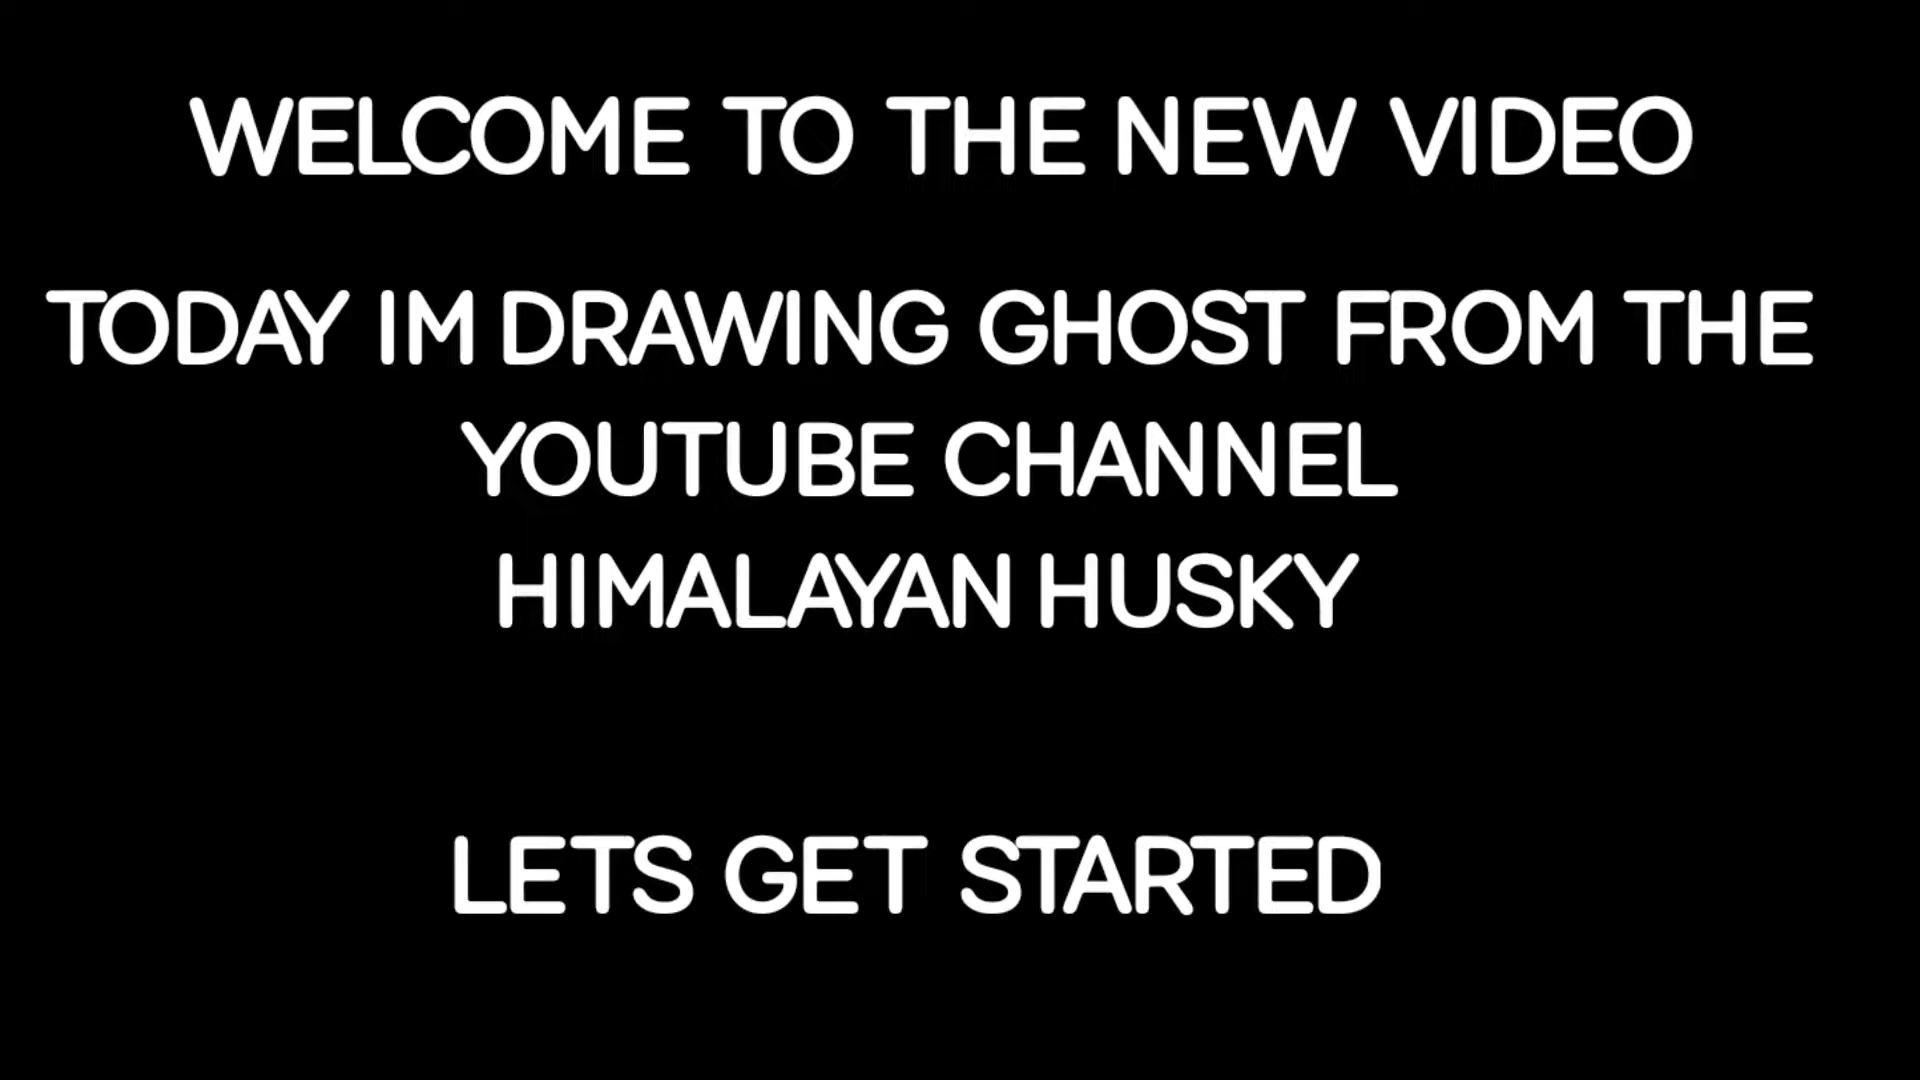 WELCOME TO THE NEW VIDEO
TODAY IM DRAWING GHOST FROM THE
YOUTUBE CHANNEL
HIMALAYAN HUSKY
LETS GET STARTED